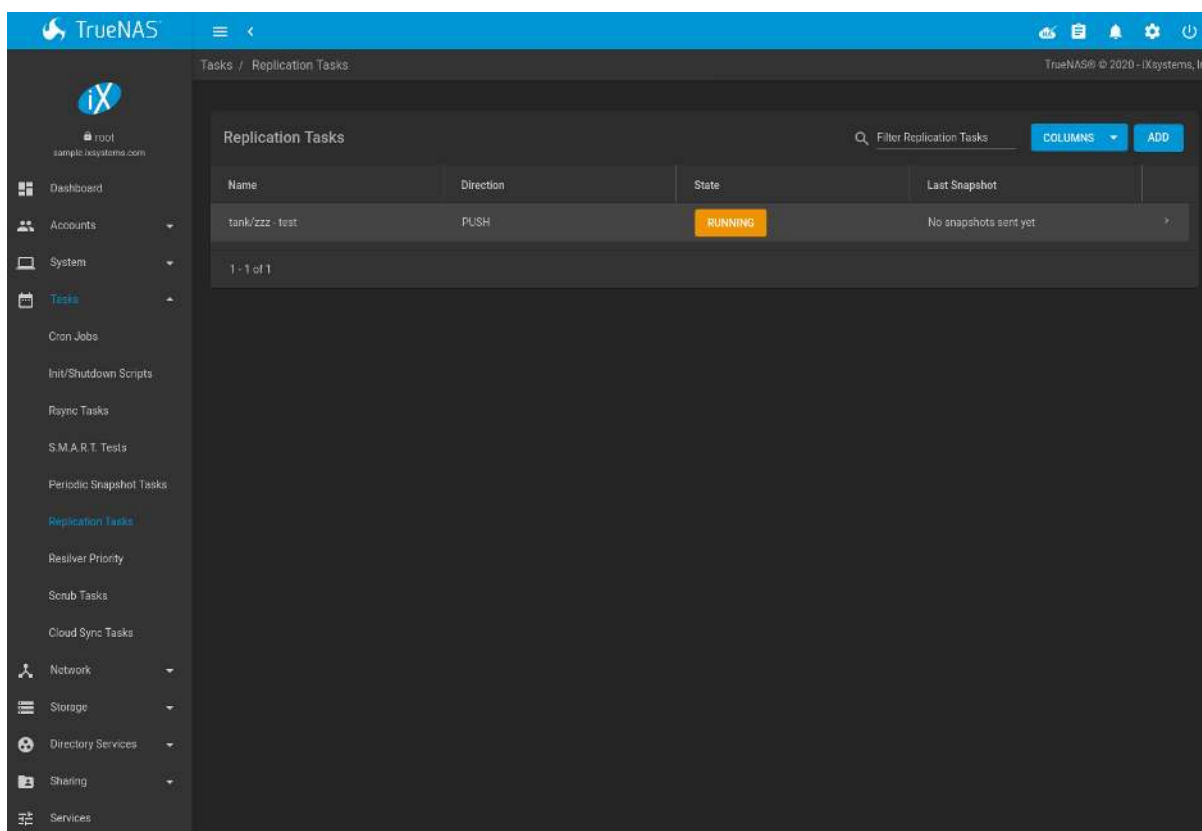 TrueNAS
Tasks / Replication Tasks
TrueNAS® © 2020 - iXsystems, I
iX
root
sample.ixsystems.com
Replication Tasks
Filter Replication Tasks
COLUMNS
ADD
Name Direction State Last Snapshot
tank/zzz - test PUSH RUNNING No snapshots sent yet
1 - 1 of 1
Dashboard
Accounts
System
Tasks
Cron Jobs
Init/Shutdown Scripts
Rsync Tasks
S.M.A.R.T. Tests
Periodic Snapshot Tasks
Replication Tasks
Resilver Priority
Scrub Tasks
Cloud Sync Tasks
Network
Storage
Directory Services
Sharing
Services